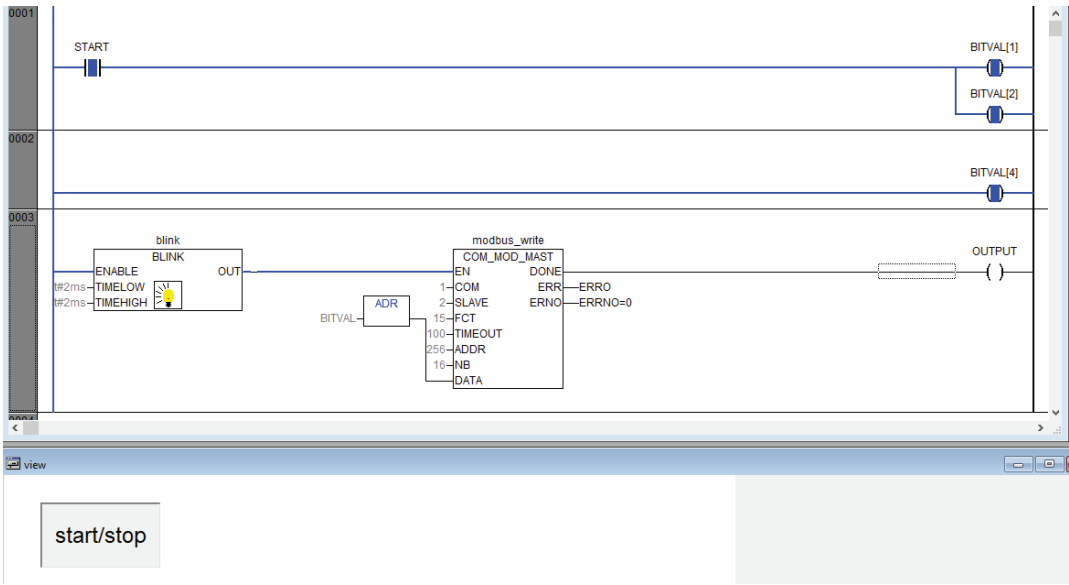 0001
START
BITVAL[1]
BITVAL[2]
0002
BITVAL[4]
0003
blink
BLINK
ENABLE OUT
t#2ms TIMELOW
t#2ms TIMEHIGH
BITVAL ADR
modbus_write
COM_MOD_MAST
EN DONE
1 COM ERR ERRO
2 SLAVE ERNO ERRNO=0
15 FCT
100 TIMEOUT
256 ADDR
16 NB
DATA
OUTPUT
0004
view
start/stop